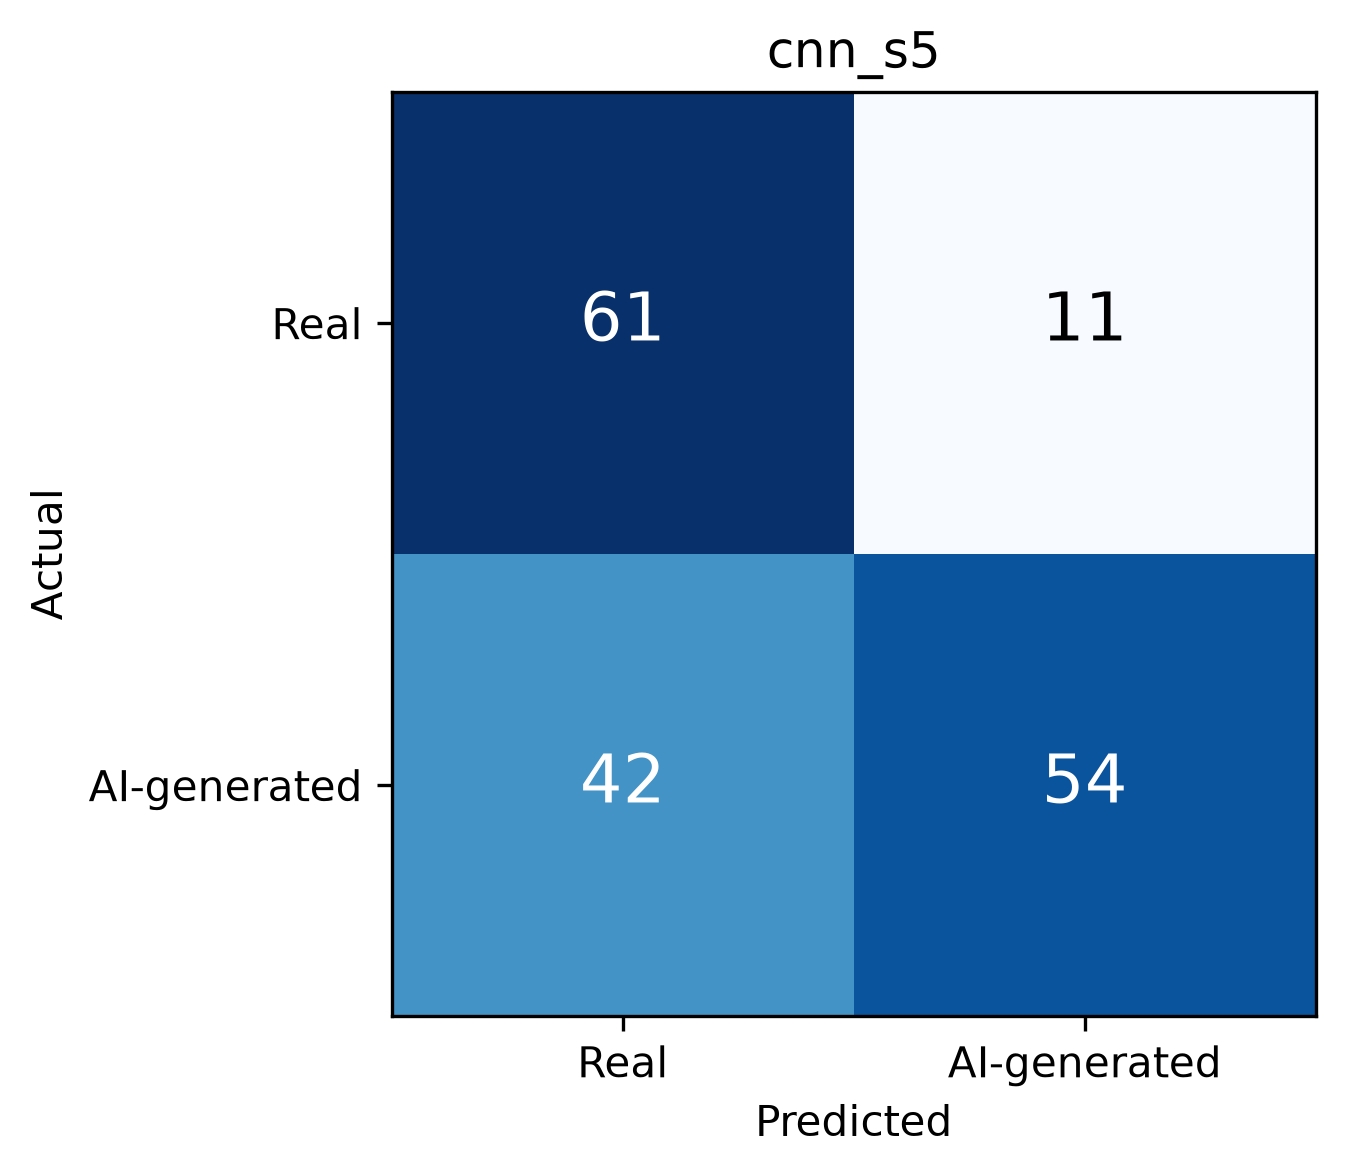 cnn_s5
Real
61
11
Actual
AI-generated
42
54
Real
AI-generated
Predicted